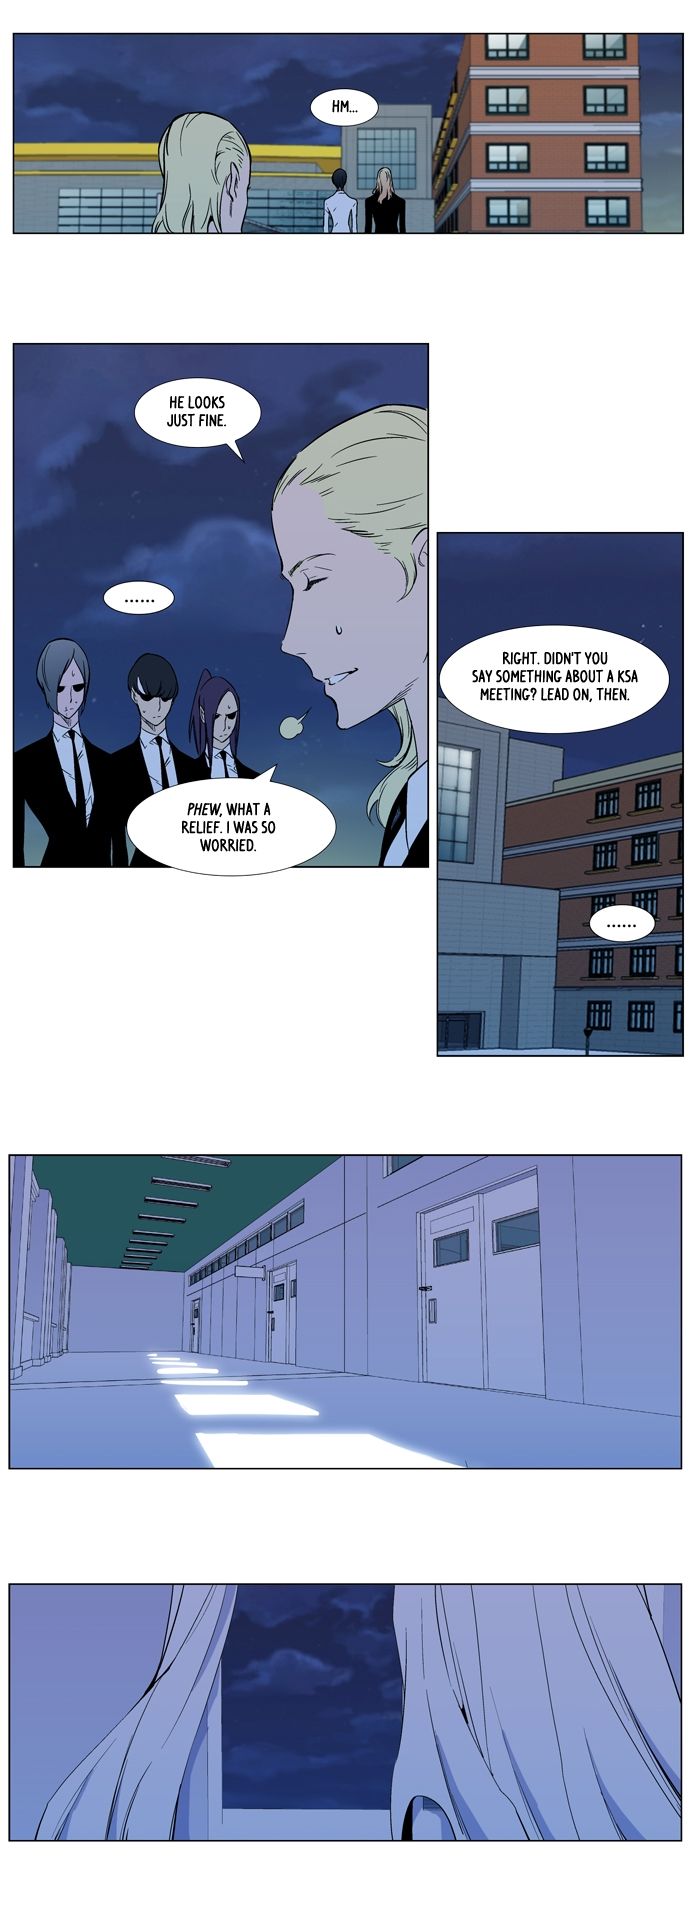 HM...
HE LOOKS
JUST FINE.
......
PHEW, WHAT A
RELIEF. I WAS SO
WORRIED.
RIGHT. DIDN'T YOU
SAY SOMETHING ABOUT A KSA
MEETING? LEAD ON, THEN.
......